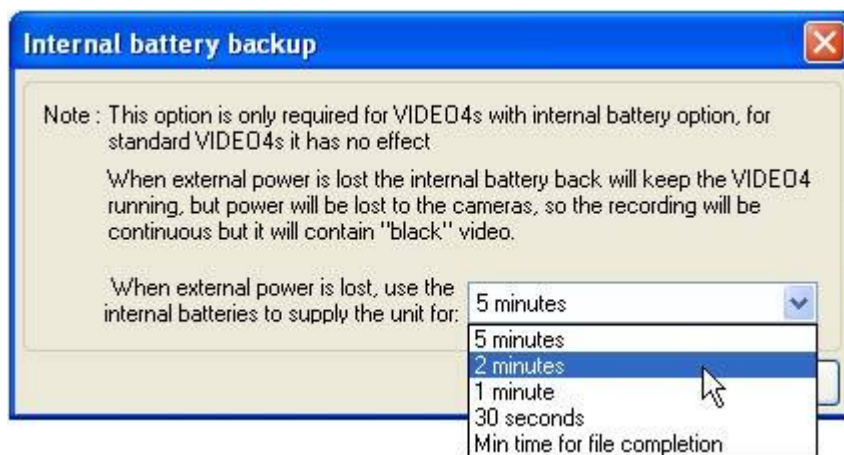 Internal battery backup
Note : This option is only required for VIDEO4s with internal battery option, for
standard VIDEO4s it has no effect
When external power is lost the internal battery back will keep the VIDEO4
running, but power will be lost to the cameras, so the recording will be
continuous but it will contain "black" video.
When external power is lost, use the
internal batteries to supply the unit for:
5 minutes
5 minutes
2 minutes
1 minute
30 seconds
Min time for file completion